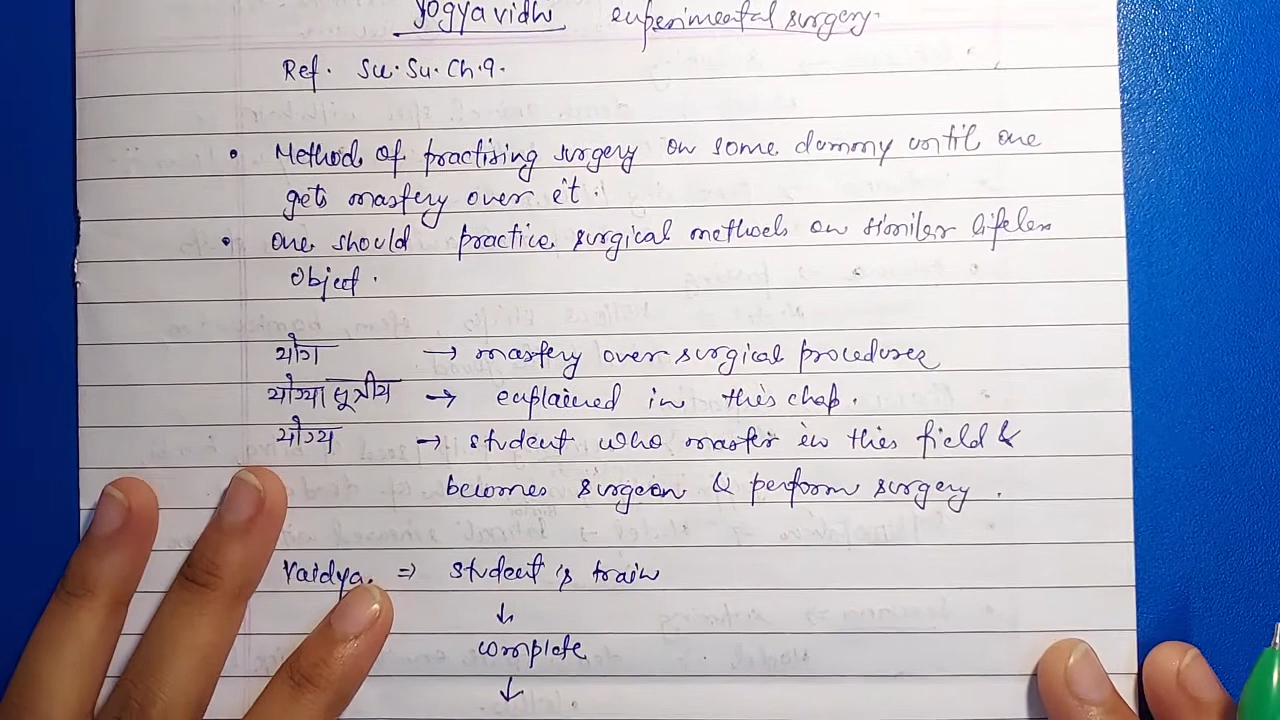 Yogyavidhi experimental surgery.
Ref. Su. Su. Ch. 9.
• Method of practising surgery on some dummy until one
gets mastery over it.
• One should practice surgical methods on similer lifeless
object.
योग → mastery over surgical procedures
योग्यासूत्रीय → explained in this chap.
योग्य → student who master in this field &
becomes surgeon & perform surgery.
Vaidya. ⇒ student is train
↓
complete
↓